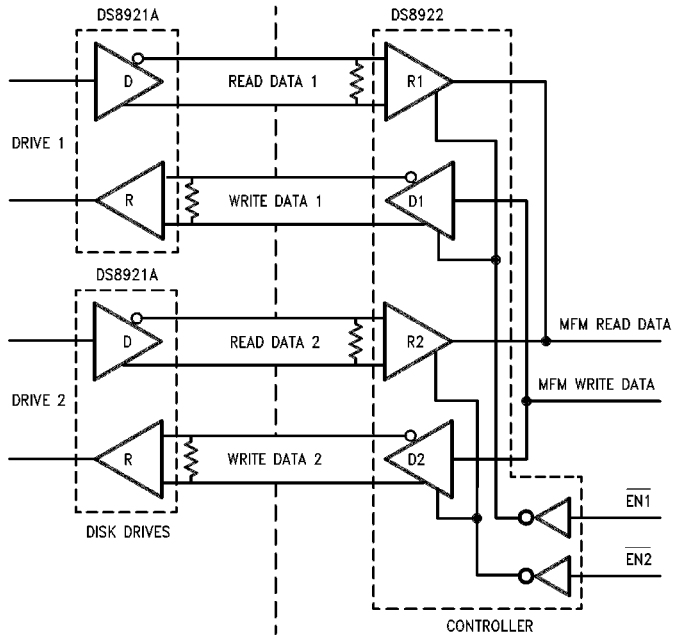 DS8921A
DS8922
D
READ DATA 1
R1
DRIVE 1
R
WRITE DATA 1
D1
DS8921A
D
READ DATA 2
R2
MFM READ DATA
MFM WRITE DATA
DRIVE 2
R
WRITE DATA 2
D2
EN1
DISK DRIVES
EN2
CONTROLLER